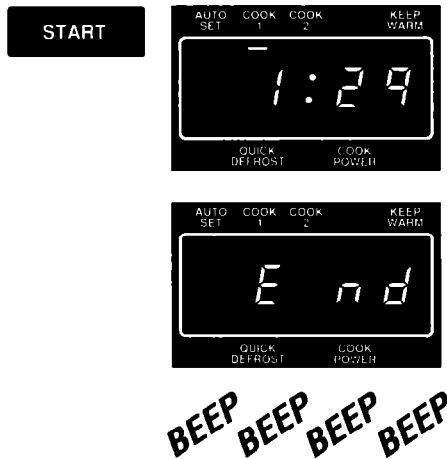 START
AUTO SET COOK 1 COOK 2 KEEP WARM
1:29
QUICK DEFROST COOK POWER
AUTO SET COOK 1 COOK 2 KEEP WARM
End
QUICK DEFROST COOK POWER
BEEP BEEP BEEP BEEP